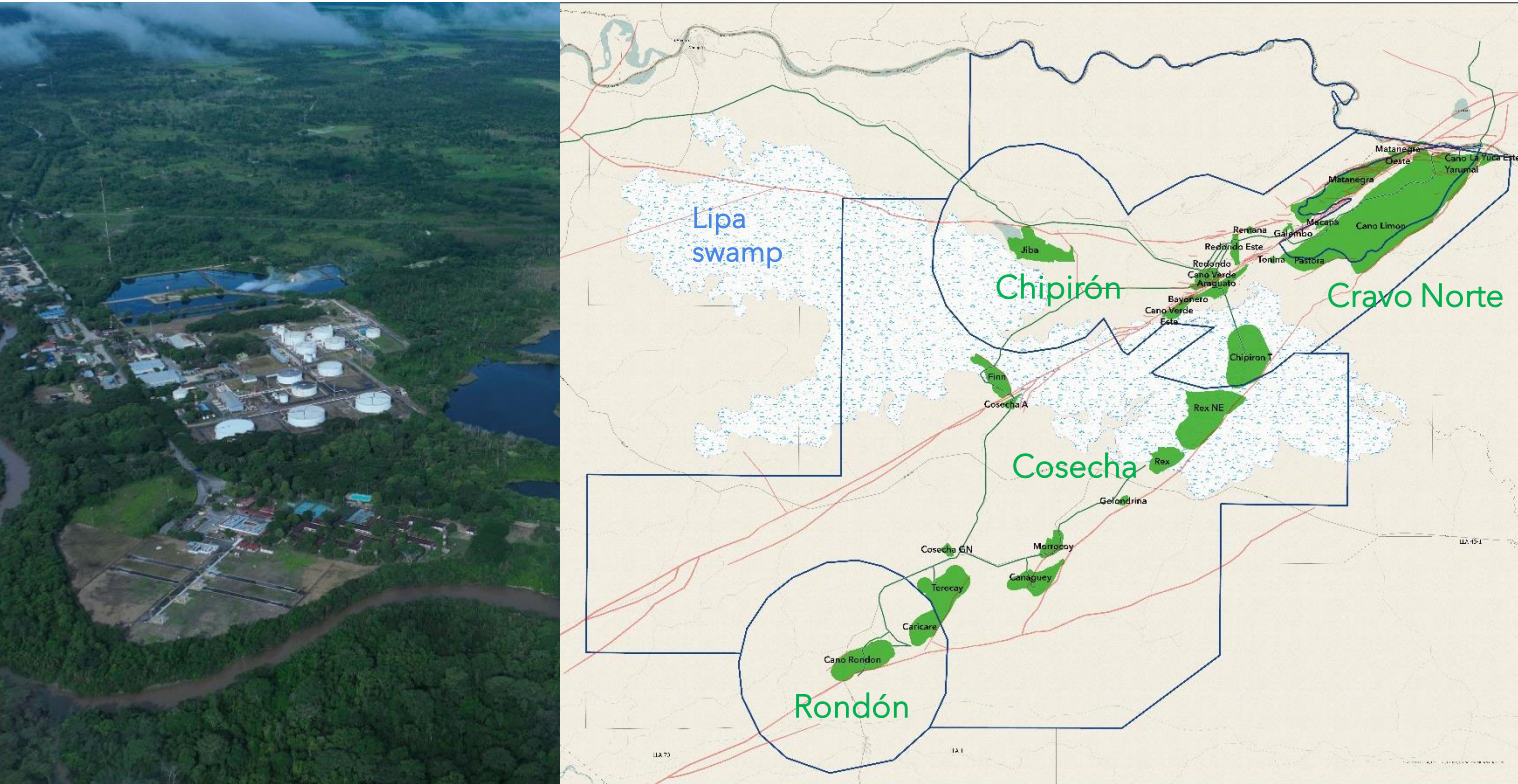 Lipa
swamp
Chipirón
Cravo Norte
Cosecha
Rondón
Matanegra
Oeste
Cano La Yuca Este
Yarumal
Matanegra
Macapa
Cano Limon
Remana
Galembo
Redondo Este
Tonina
Pastora
Redondo
Cano Verde
Araguato
Bayonero
Cano Verde
Este
Jiba
Chipiron T
Finn
Cosecha A
Rex NE
Rex
Golondrina
Cosecha GN
Morrocoy
Canaguey
Terecay
Caricare
Cano Rondon